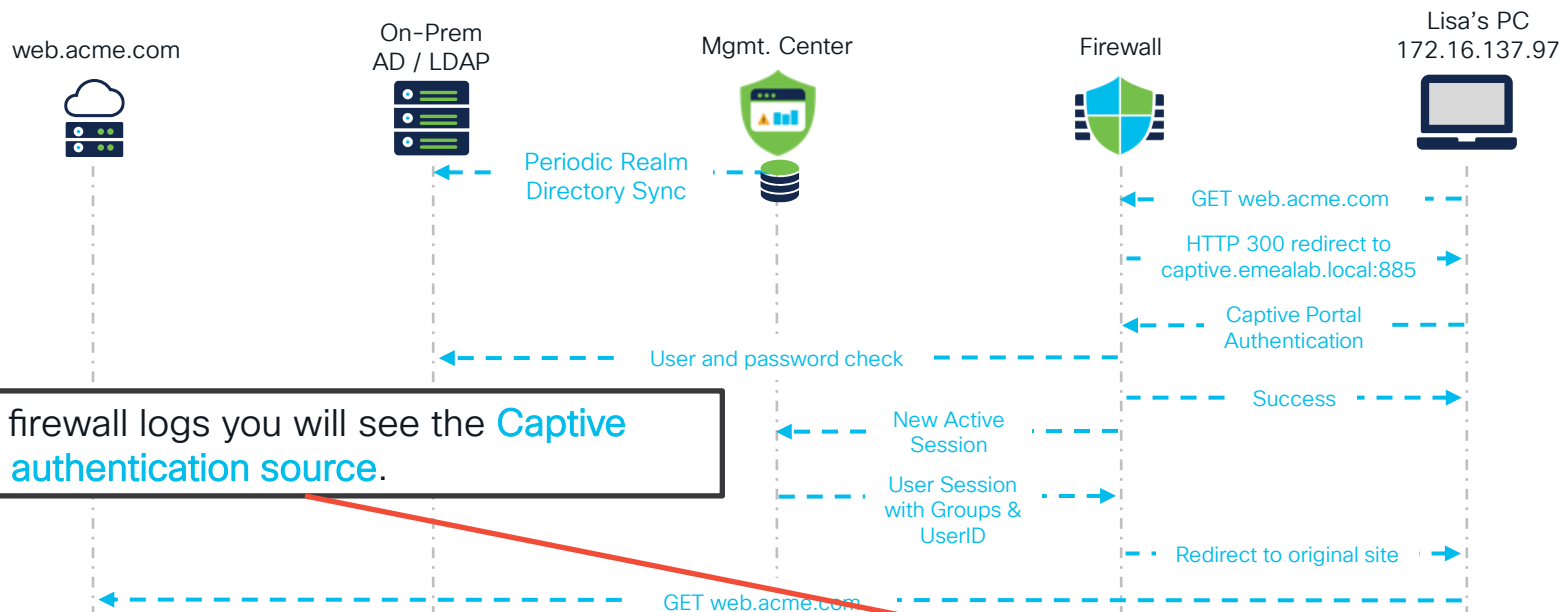 web.acme.com
On-Prem
AD / LDAP
Mgmt. Center
Firewall
Lisa's PC
172.16.137.97
Periodic Realm
Directory Sync
GET web.acme.com
HTTP 300 redirect to
captive.emealab.local:885
Captive Portal
Authentication
User and password check
Success
firewall logs you will see the Captive
authentication source.
New Active
Session
User Session
with Groups &
UserID
Redirect to original site
GET web.acme.com